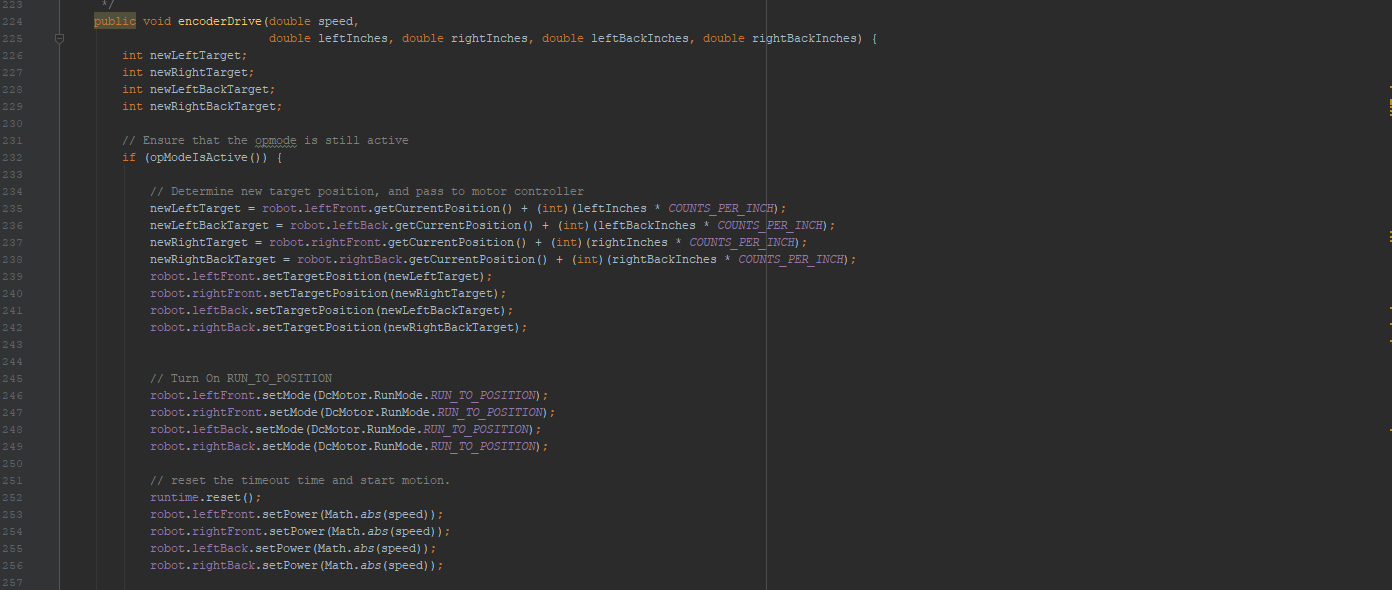 223 */
224 public void encoderDrive(double speed,
225 double leftInches, double rightInches, double leftBackInches, double rightBackInches) {
226 int newLeftTarget;
227 int newRightTarget;
228 int newLeftBackTarget;
229 int newRightBackTarget;
230
231 // Ensure that the opmode is still active
232 if (opModeIsActive()) {
233
234 // Determine new target position, and pass to motor controller
235 newLeftTarget = robot.leftFront.getCurrentPosition() + (int)(leftInches * COUNTS_PER_INCH);
236 newLeftBackTarget = robot.leftBack.getCurrentPosition() + (int)(leftBackInches * COUNTS_PER_INCH);
237 newRightTarget = robot.rightFront.getCurrentPosition() + (int)(rightInches * COUNTS_PER_INCH);
238 newRightBackTarget = robot.rightBack.getCurrentPosition() + (int)(rightBackInches * COUNTS_PER_INCH);
239 robot.leftFront.setTargetPosition(newLeftTarget);
240 robot.rightFront.setTargetPosition(newRightTarget);
241 robot.leftBack.setTargetPosition(newLeftBackTarget);
242 robot.rightBack.setTargetPosition(newRightBackTarget);
243
244
245 // Turn On RUN_TO_POSITION
246 robot.leftFront.setMode(DcMotor.RunMode.RUN_TO_POSITION);
247 robot.rightFront.setMode(DcMotor.RunMode.RUN_TO_POSITION);
248 robot.leftBack.setMode(DcMotor.RunMode.RUN_TO_POSITION);
249 robot.rightBack.setMode(DcMotor.RunMode.RUN_TO_POSITION);
250
251 // reset the timeout time and start motion.
252 runtime.reset();
253 robot.leftFront.setPower(Math.abs(speed));
254 robot.rightFront.setPower(Math.abs(speed));
255 robot.leftBack.setPower(Math.abs(speed));
256 robot.rightBack.setPower(Math.abs(speed));
257